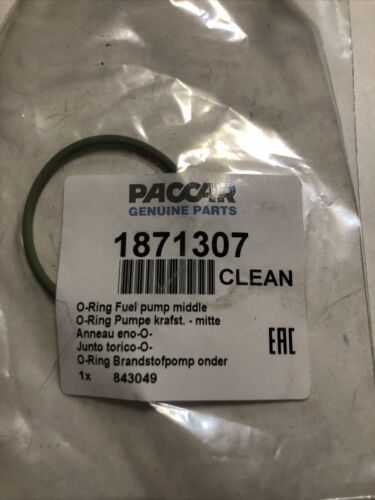 PACCAR
GENUINE PARTS
1871307
CLEAN
O-Ring Fuel pump middle
O-Ring Pumpe krafst. - mitte
Anneau eno-O-
Junto torico-O-
O-Ring Brandstofpomp onder
1x 843049
EAC